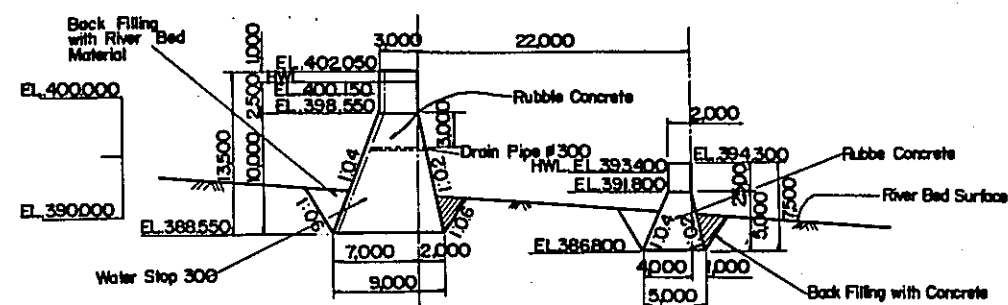 Back Filling
with River Bed
Material
3,000
22,000
1,000
EL.402.050
HWL
EL.400.150
EL.398.550
EL.400.000
2,500
13,500
10,000
Rubble Concrete
3,000
2,000
Drain Pipe ø300
HWL.EL.393.400
EL.394.300
Rubbe Concrete
EL.391.800
1:0.4
1:0.2
2,500
5,000
7,500
River Bed Surface
EL.390.000
1:0.6
1:0.6
1:0.4
1:0.2
EL.388.550
EL.386.800
7,000
2,000
4,000
1,000
Water Stop 300
9,000
5,000
Back Filling with Concrete